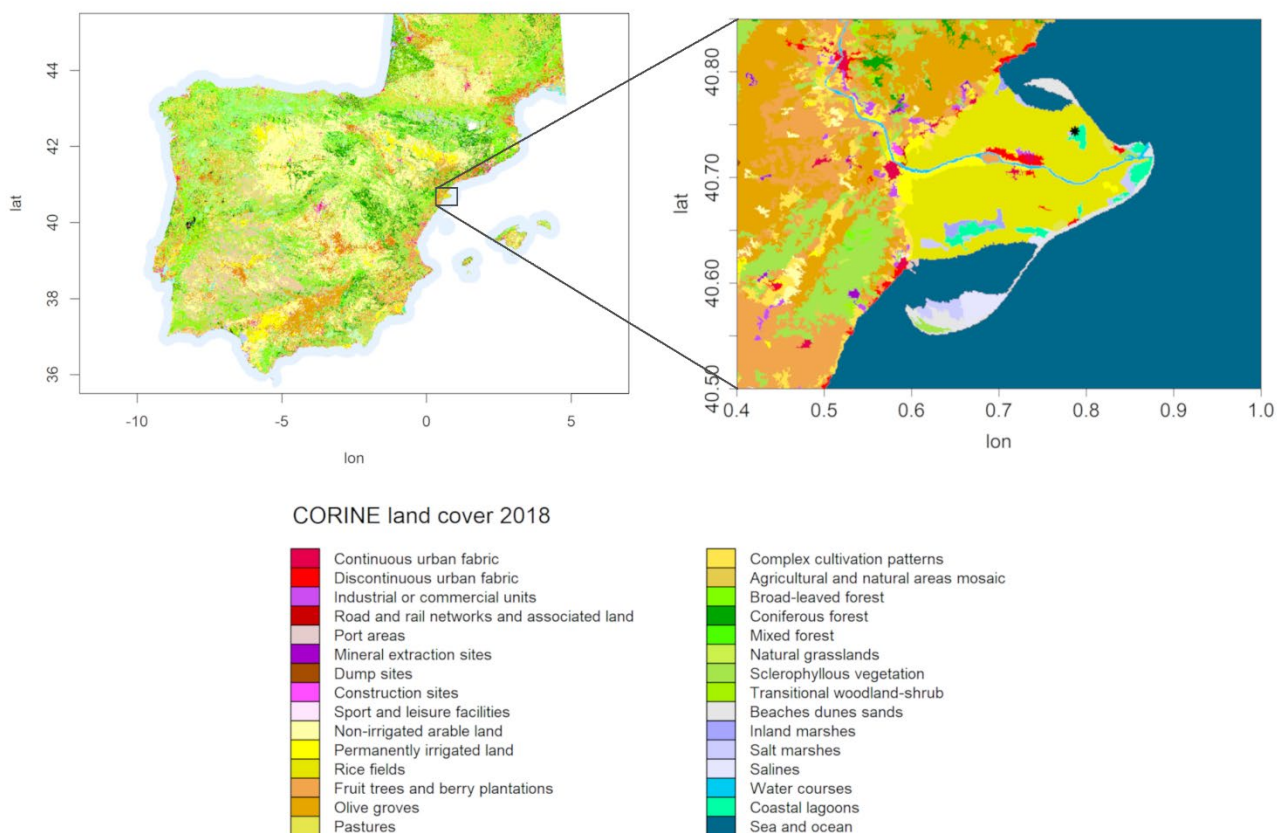 44
42
40
38
36
lat
-10
-5
0
5
lon
40.80
40.70
40.60
40.50
lat
0.4
0.5
0.6
0.7
0.8
0.9
1.0
lon
CORINE land cover 2018
Continuous urban fabric
Discontinuous urban fabric
Industrial or commercial units
Road and rail networks and associated land
Port areas
Mineral extraction sites
Dump sites
Construction sites
Sport and leisure facilities
Non-irrigated arable land
Permanently irrigated land
Rice fields
Fruit trees and berry plantations
Olive groves
Pastures
Complex cultivation patterns
Agricultural and natural areas mosaic
Broad-leaved forest
Coniferous forest
Mixed forest
Natural grasslands
Sclerophyllous vegetation
Transitional woodland-shrub
Beaches dunes sands
Inland marshes
Salt marshes
Salines
Water courses
Coastal lagoons
Sea and ocean